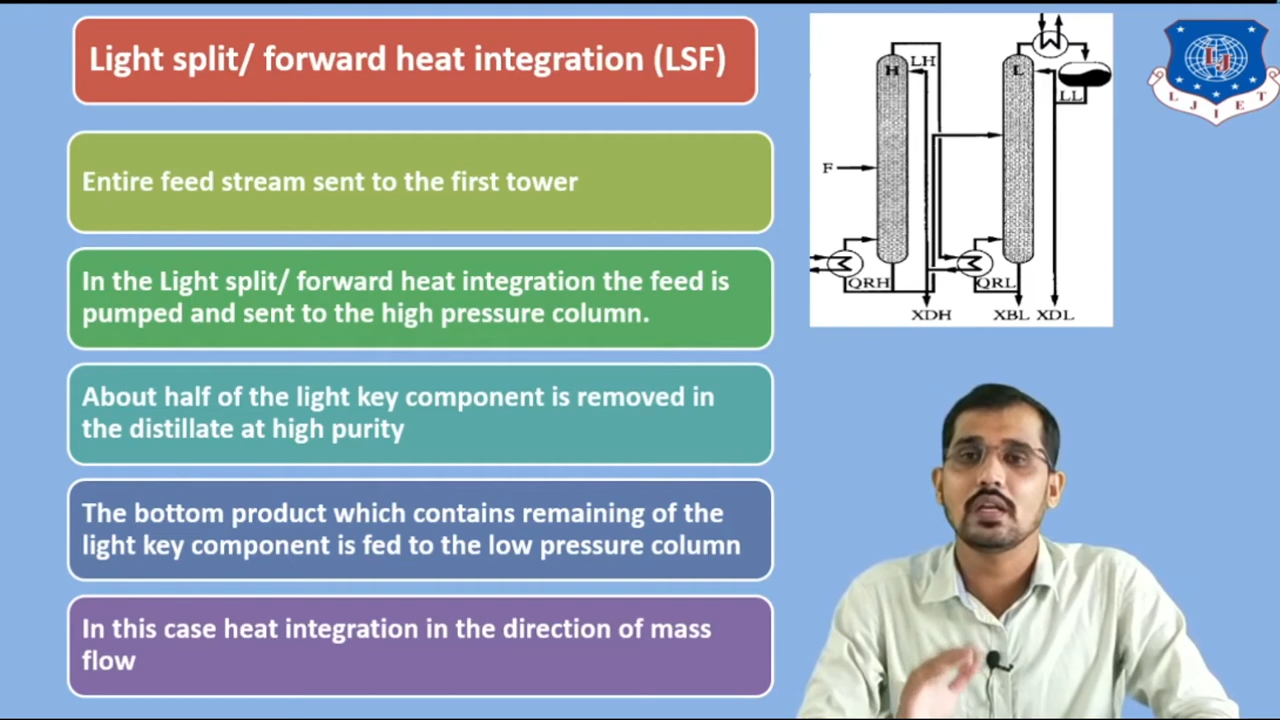 Light split/ forward heat integration (LSF)
Entire feed stream sent to the first tower
In the Light split/ forward heat integration the feed is
pumped and sent to the high pressure column.
About half of the light key component is removed in
the distillate at high purity
The bottom product which contains remaining of the
light key component is fed to the low pressure column
In this case heat integration in the direction of mass
flow
H
LH
L
LL
F
QRH
QRL
XDH
XBL
XDL
LJ
LJIET